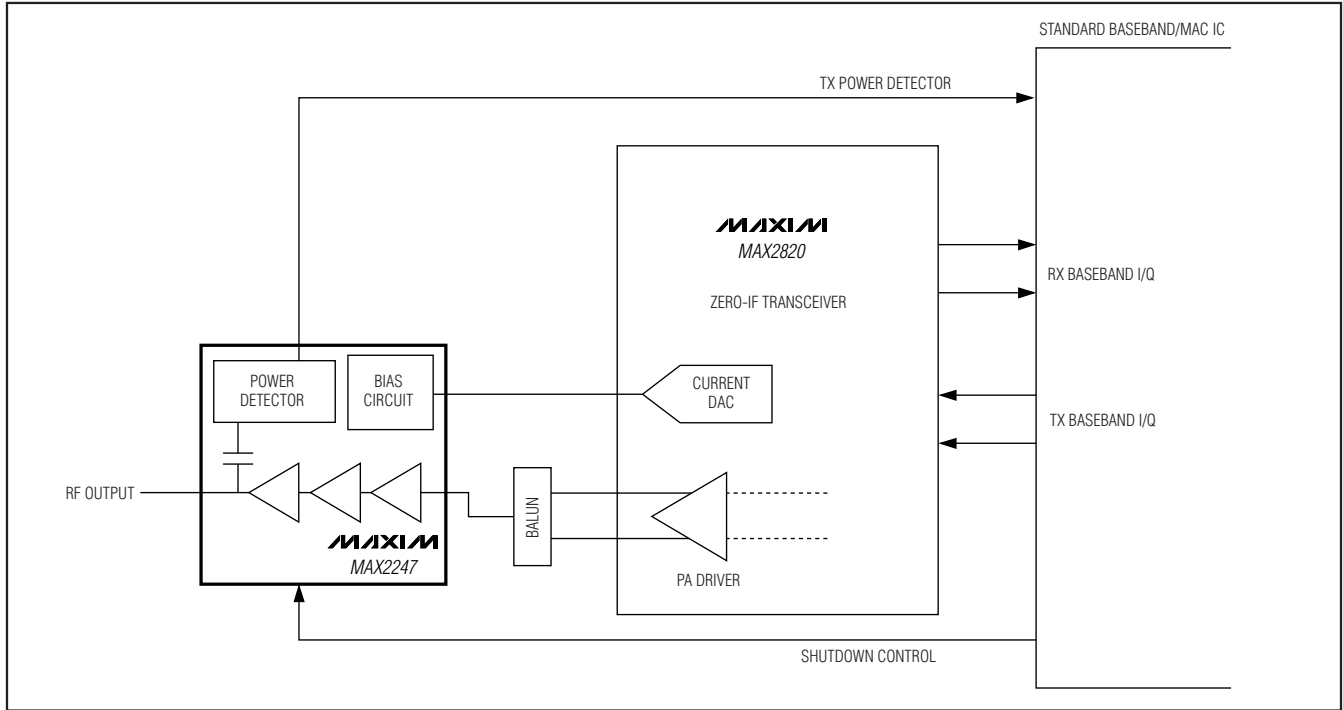 STANDARD BASEBAND/MAC IC
TX POWER DETECTOR
MAXIM
MAX2820
ZERO-IF TRANSCEIVER
RX BASEBAND I/Q
POWER
DETECTOR
BIAS
CIRCUIT
CURRENT
DAC
TX BASEBAND I/Q
RF OUTPUT
BALUN
MAXIM
MAX2247
PA DRIVER
SHUTDOWN CONTROL